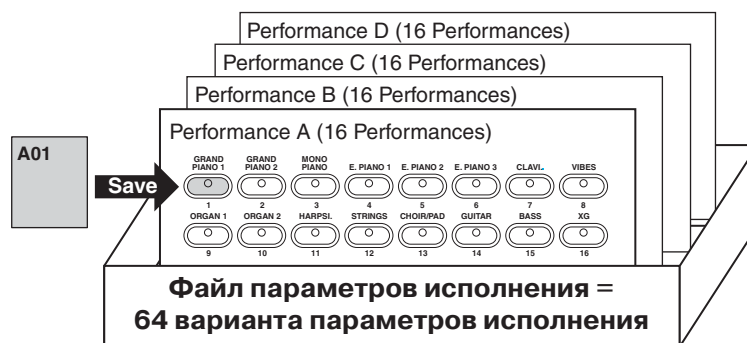 Performance D (16 Performances)
Performance C (16 Performances)
Performance B (16 Performances)
Performance A (16 Performances)
A01
Save
GRAND PIANO 1
GRAND PIANO 2
MONO PIANO
E. PIANO 1
E. PIANO 2
E. PIANO 3
CLAVI.
VIBES
1 2 3 4 5 6 7 8
ORGAN 1 ORGAN 2 HARPSI. STRINGS CHOIR/PAD GUITAR BASS XG
9 10 11 12 13 14 15 16
Файл параметров исполнения =
64 варианта параметров исполнения